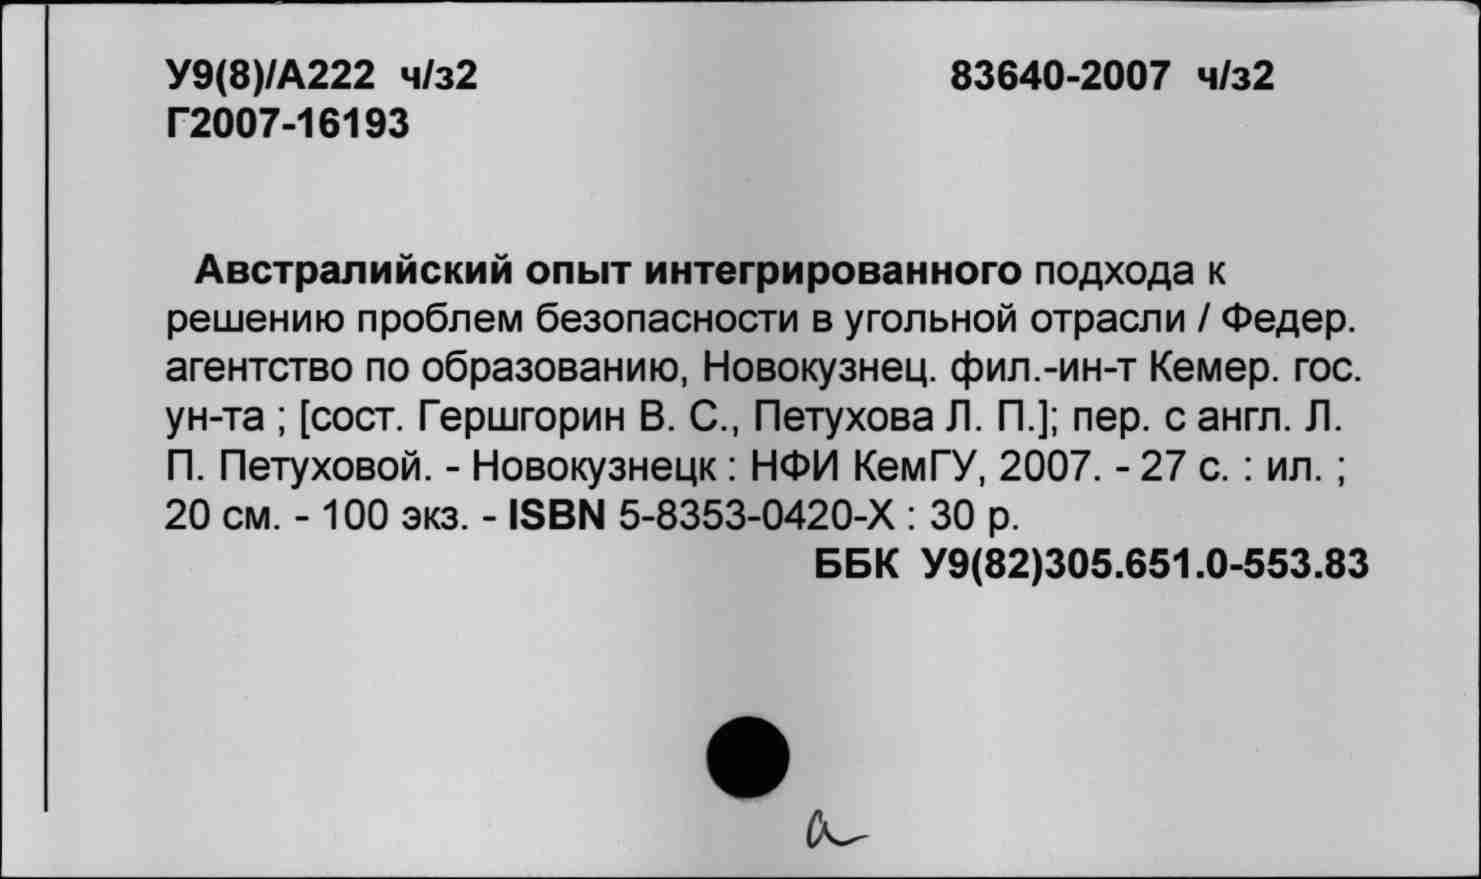 У9(8)/А222 ч/з2 83640-2007 ч/з2
Г2007-16193
Австралийский опыт интегрированного подхода к
решению проблем безопасности в угольной отрасли / Федер.
агентство по образованию, Новокузнец. фил.-ин-т Кемер. гос.
ун-та ; [сост. Гершгорин В. С., Петухова Л. П.]; пер. с англ. Л.
П. Петуховой. - Новокузнецк : НФИ КемГУ, 2007. - 27 с. : ил. ;
20 см. - 100 экз. - ISBN 5-8353-0420-X : 30 р.
ББК У9(82)305.651.0-553.83
а